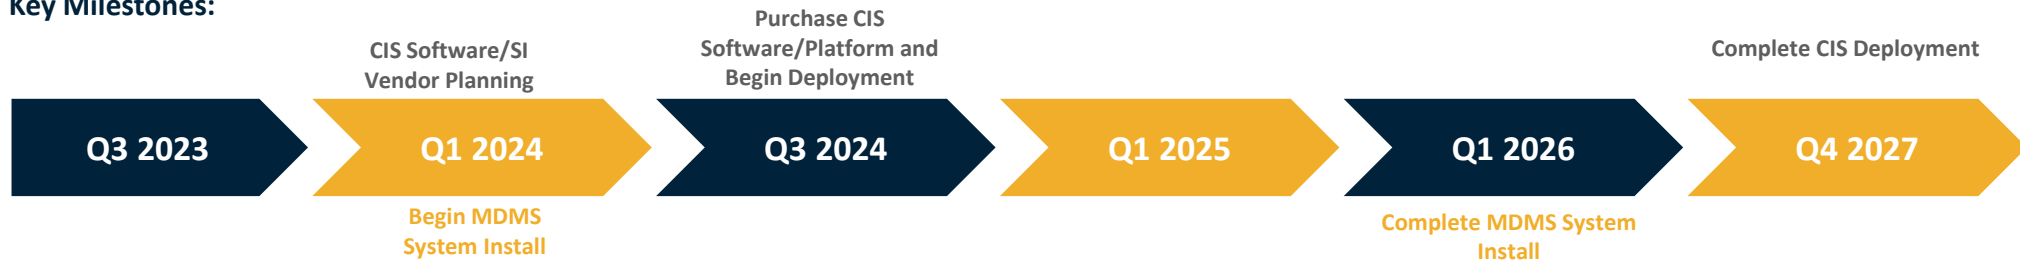 Key Milestones:
CIS Software/SI
Vendor Planning
Purchase CIS
Software/Platform and
Begin Deployment
Complete CIS Deployment
Q3 2023
Q1 2024
Q3 2024
Q1 2025
Q1 2026
Q4 2027
Begin MDMS
System Install
Complete MDMS System
Install